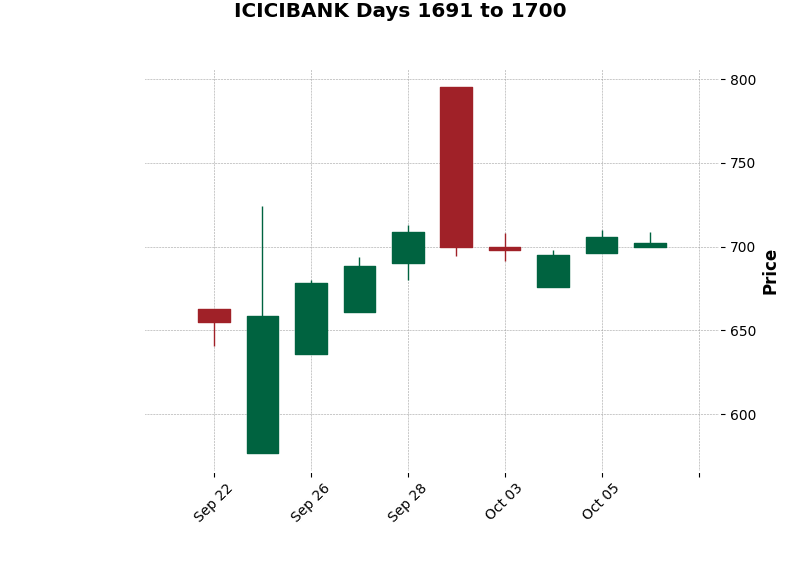 ICICIBANK Days 1691 to 1700
800
750
700
650
600
Price
Sep 22
Sep 26
Sep 28
Oct 03
Oct 05